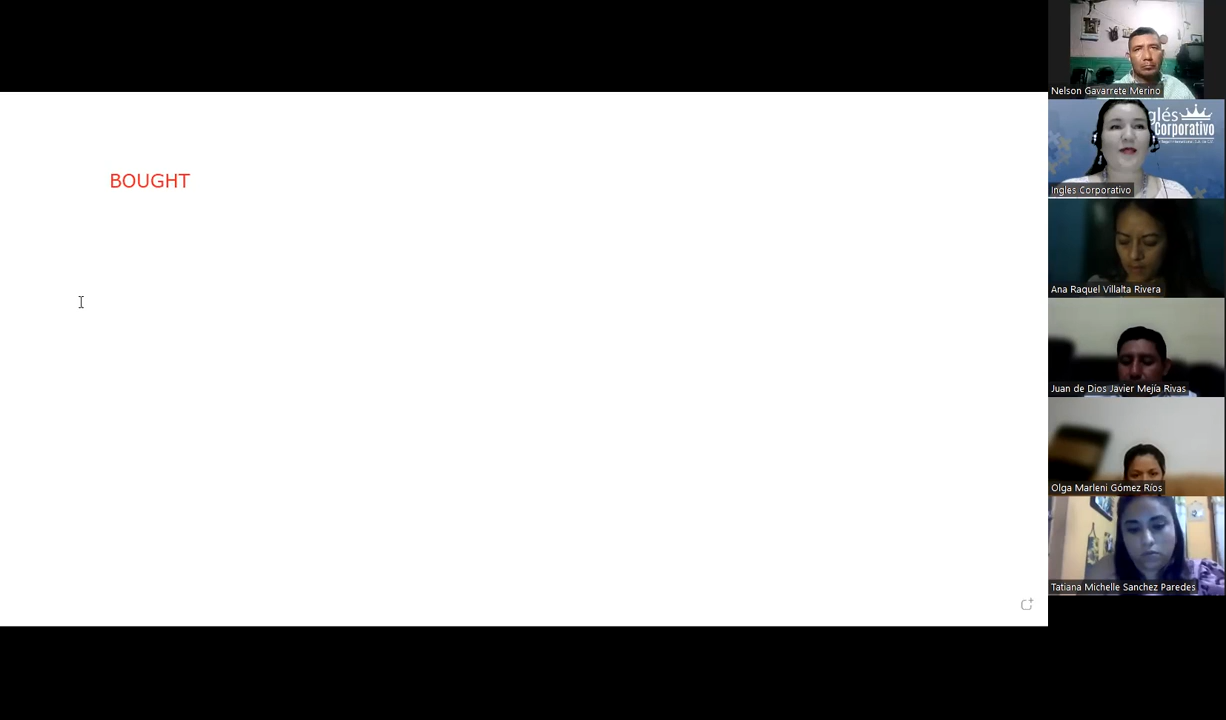 BOUGHT
Nelson Gavarrete Merino
glés
Corporativo
Ingles Corporativo
Ana Raquel Villalta Rivera
Juan de Dios Javier Mejía Rivas
Olga Marleni Gómez Ríos
Tatiana Michelle Sanchez Paredes